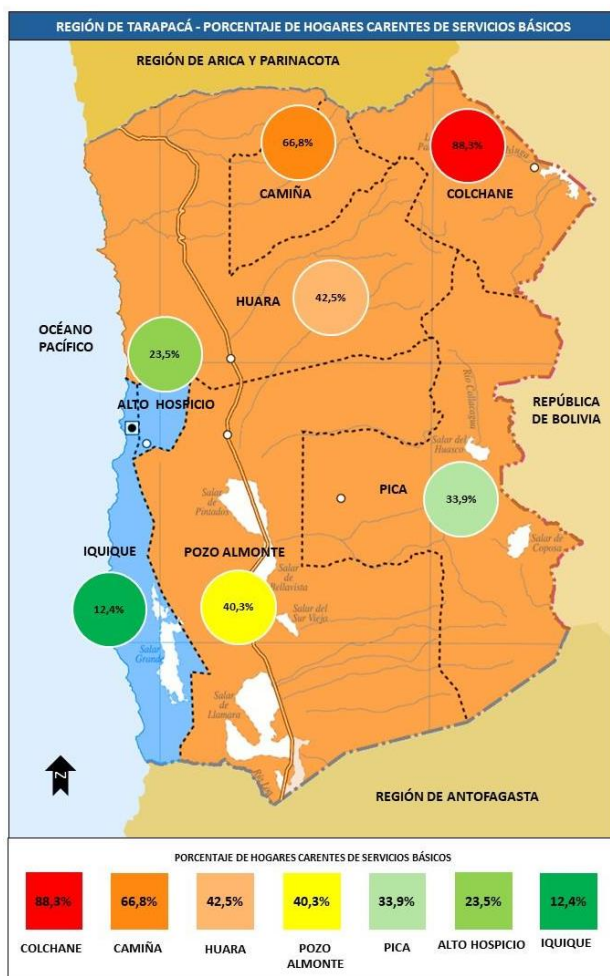 REGIÓN DE TARAPACÁ - PORCENTAJE DE HOGARES CARENTES DE SERVICIOS BÁSICOS
REGIÓN DE ARICA Y PARINACOTA
66,8%
88,3%
CAMIÑA
COLCHANE
HUARA
42,5%
OCÉANO
PACÍFICO
23,5%
ALTO HOSPICIO
REPÚBLICA
DE BOLIVIA
Río Collacagua
Salar del
Huasco
PICA
33,9%
Salar
de
Pintados
Salar de
Coposa
IQUIQUE
POZO ALMONTE
Salar
de
Bellavista
12,4%
40,3%
Salar del
Sur Viejo
Salar
Grande
Salar
de
Llamara
N
REGIÓN DE ANTOFAGASTA
PORCENTAJE DE HOGARES CARENTES DE SERVICIOS BÁSICOS
88,3% 66,8% 42,5% 40,3% 33,9% 23,5% 12,4%
COLCHANE CAMIÑA HUARA POZO ALMONTE PICA ALTO HOSPICIO IQUIQUE